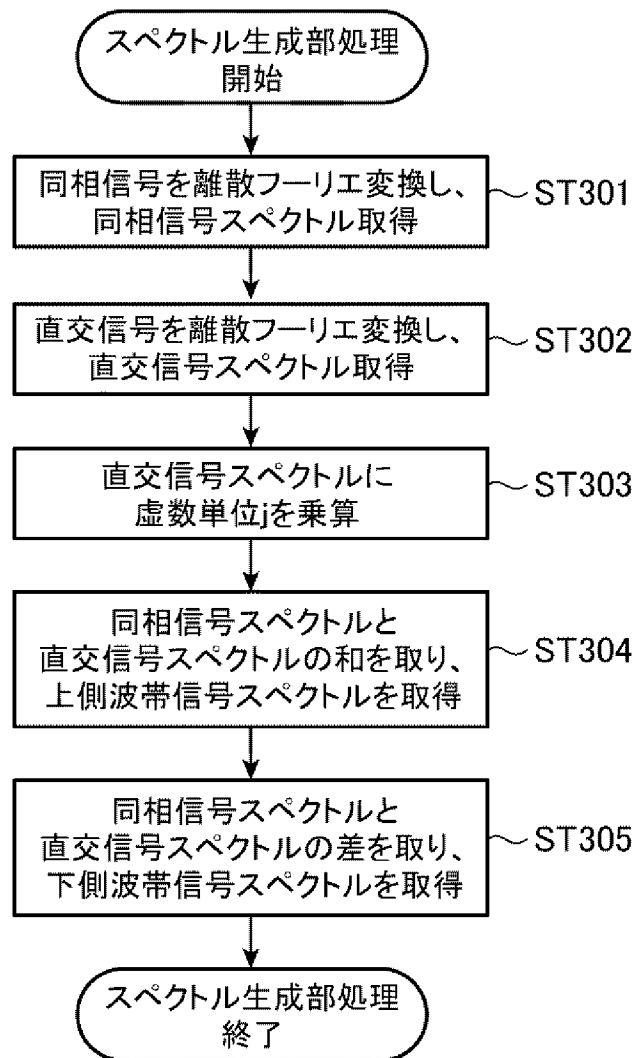 スペクトル生成部処理
開始
同相信号を離散フーリエ変換し、
同相信号スペクトル取得
ST301
直交信号を離散フーリエ変換し、
直交信号スペクトル取得
ST302
直交信号スペクトルに
虚数単位jを乗算
ST303
同相信号スペクトルと
直交信号スペクトルの和を取り、
上側波帯信号スペクトルを取得
ST304
同相信号スペクトルと
直交信号スペクトルの差を取り、
下側波帯信号スペクトルを取得
ST305
スペクトル生成部処理
終了